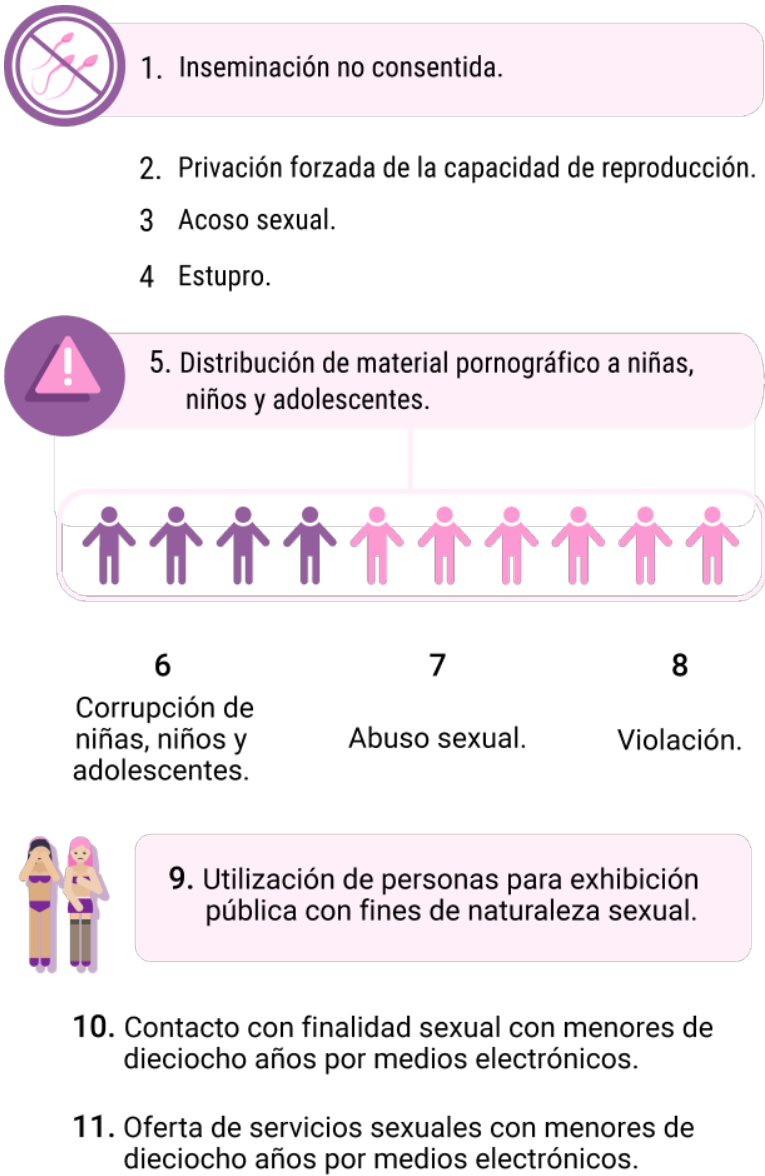 1. Inseminación no consentida.
2. Privación forzada de la capacidad de reproducción.
3 Acoso sexual.
4 Estupro.
5. Distribución de material pornográfico a niñas,
niños y adolescentes.
6
Corrupción de
niñas, niños y
adolescentes.
7
Abuso sexual.
8
Violación.
9. Utilización de personas para exhibición
pública con fines de naturaleza sexual.
10. Contacto con finalidad sexual con menores de
dieciocho años por medios electrónicos.
11. Oferta de servicios sexuales con menores de
dieciocho años por medios electrónicos.